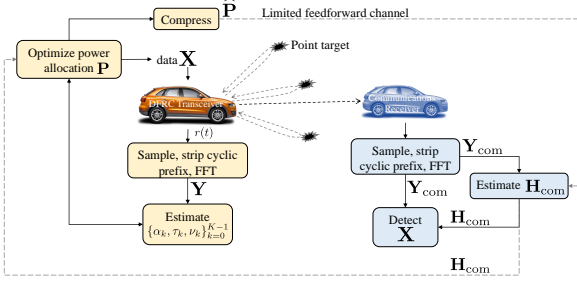 P
Compress
Limited feedforward channel
Optimize power
allocation P
data X
Point target
DFRC Transceiver
Communications
Receiver
r(t)
Sample, strip cyclic
prefix, FFT
Y
Estimate
{α_k, τ_k, ν_k}_{k=0}^{K−1}
Sample, strip cyclic
prefix, FFT
Y_com
Y_com
Estimate H_com
Detect
X
H_com
H_com